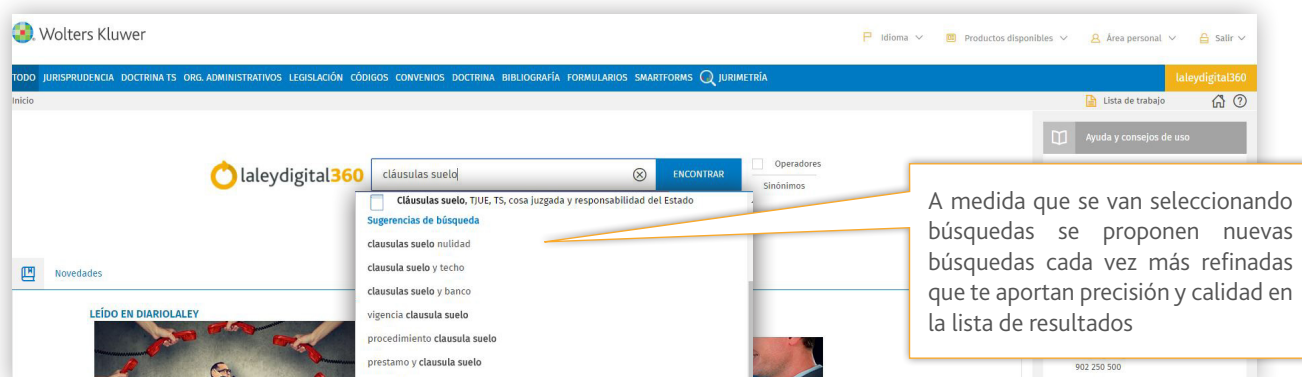 Wolters Kluwer
Idioma
Productos disponibles
Área personal
Salir
TODO JURISPRUDENCIA DOCTRINA TS ORG. ADMINISTRATIVOS LEGISLACIÓN CÓDIGOS CONVENIOS DOCTRINA BIBLIOGRAFÍA FORMULARIOS SMARTFORMS JURIMETRÍA
laleydigital360
Inicio
Lista de trabajo
Ayuda y consejos de uso
laleydigital360
cláusulas suelo
ENCONTRAR
Operadores
Sinónimos
Cláusulas suelo, TJUE, TS, cosa juzgada y responsabilidad del Estado
Sugerencias de búsqueda
clausulas suelo nulidad
clausula suelo y techo
clausulas suelo y banco
vigencia clausula suelo
procedimiento clausula suelo
prestamo y clausula suelo
A medida que se van seleccionando
búsquedas se proponen nuevas
búsquedas cada vez más refinadas
que te aportan precisión y calidad en
la lista de resultados
Novedades
LEÍDO EN DIARIOLALEY
902 250 500